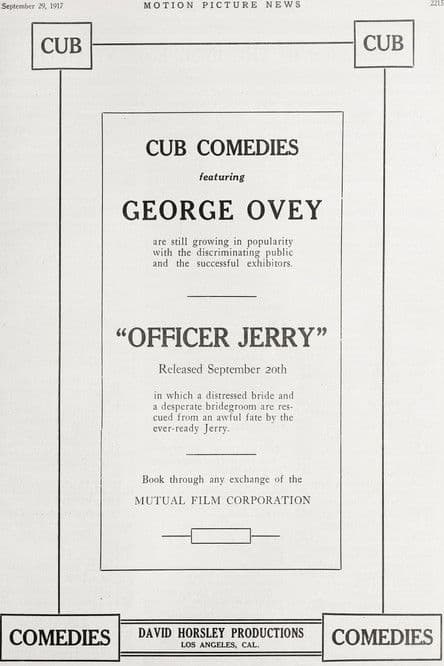 September 29, 1917
MOTION PICTURE NEWS
CUB
CUB
CUB COMEDIES
featuring
GEORGE OVEY
are still growing in popularity
with the discriminating public
and the successful exhibitors.
“OFFICER JERRY”
Released September 20th
in which a distressed bride and
a desperate bridegroom are res-
cued from an awful fate by the
ever-ready Jerry.
Book through any exchange of the
MUTUAL FILM CORPORATION
COMEDIES
DAVID HORSLEY PRODUCTIONS
LOS ANGELES, CAL.
COMEDIES